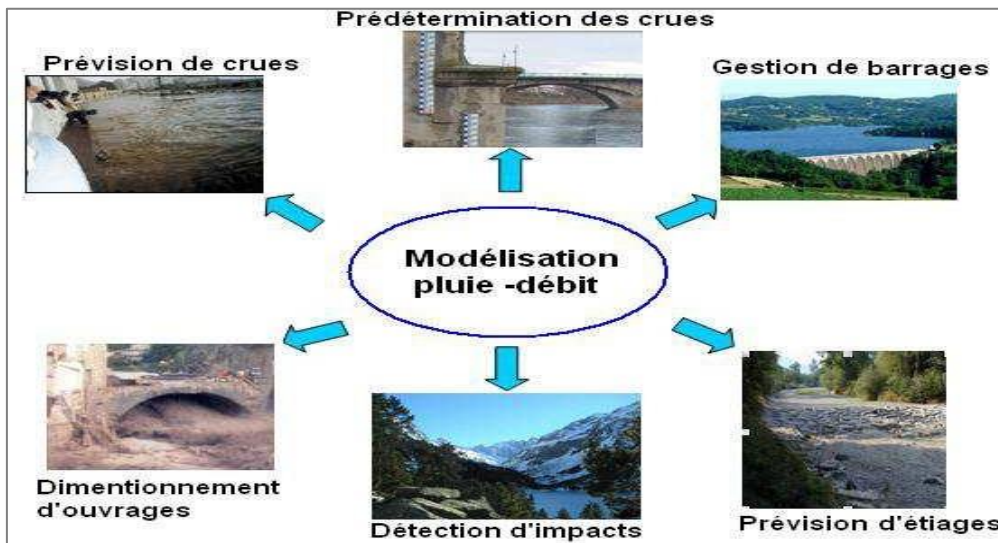 Prédétermination des crues
Prévision de crues
Gestion de barrages
Modélisation
pluie -débit
Dimentionnement
d'ouvrages
Détection d'impacts
Prévision d'étiages